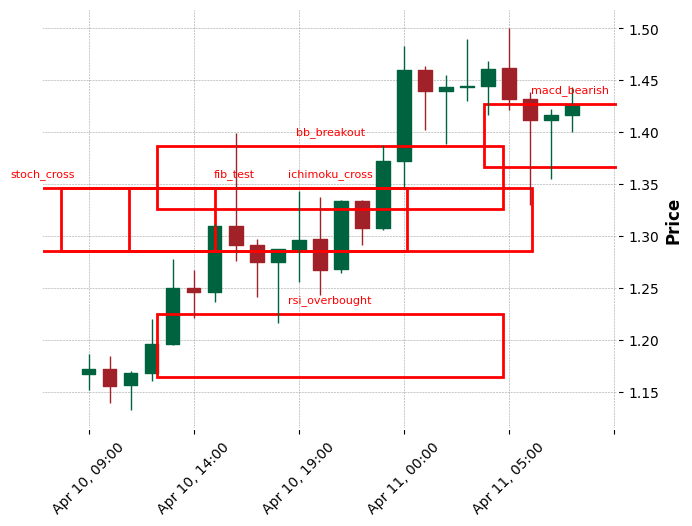 1.50
1.45
macd_bearish
1.40
bb_breakout
stoch_cross
fib_test
ichimoku_cross
1.35
1.30
Price
1.25
rsi_overbought
1.20
1.15
Apr 10, 09:00
Apr 10, 14:00
Apr 10, 19:00
Apr 11, 00:00
Apr 11, 05:00